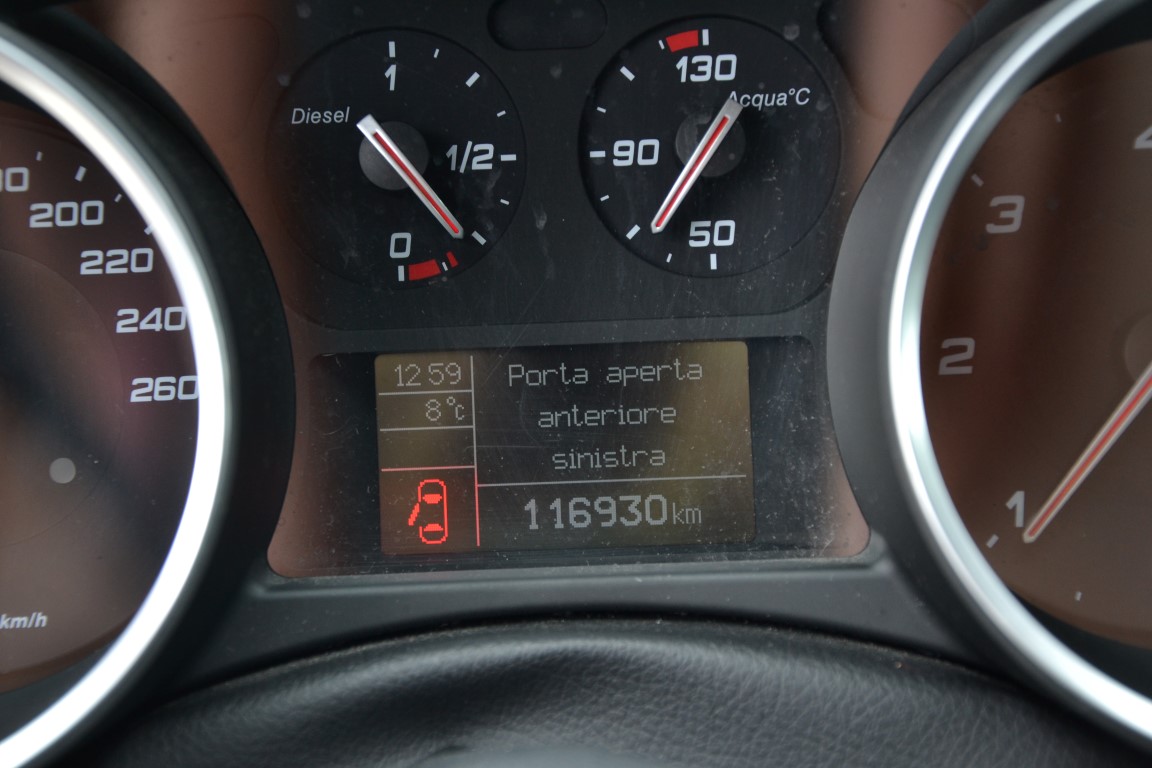 1
Diesel
1/2
0
130
Acqua°C
90
50
200
220
240
260
km/h
12 59
8°c
Porta aperta
anteriore
sinistra
116930km
3
2
1